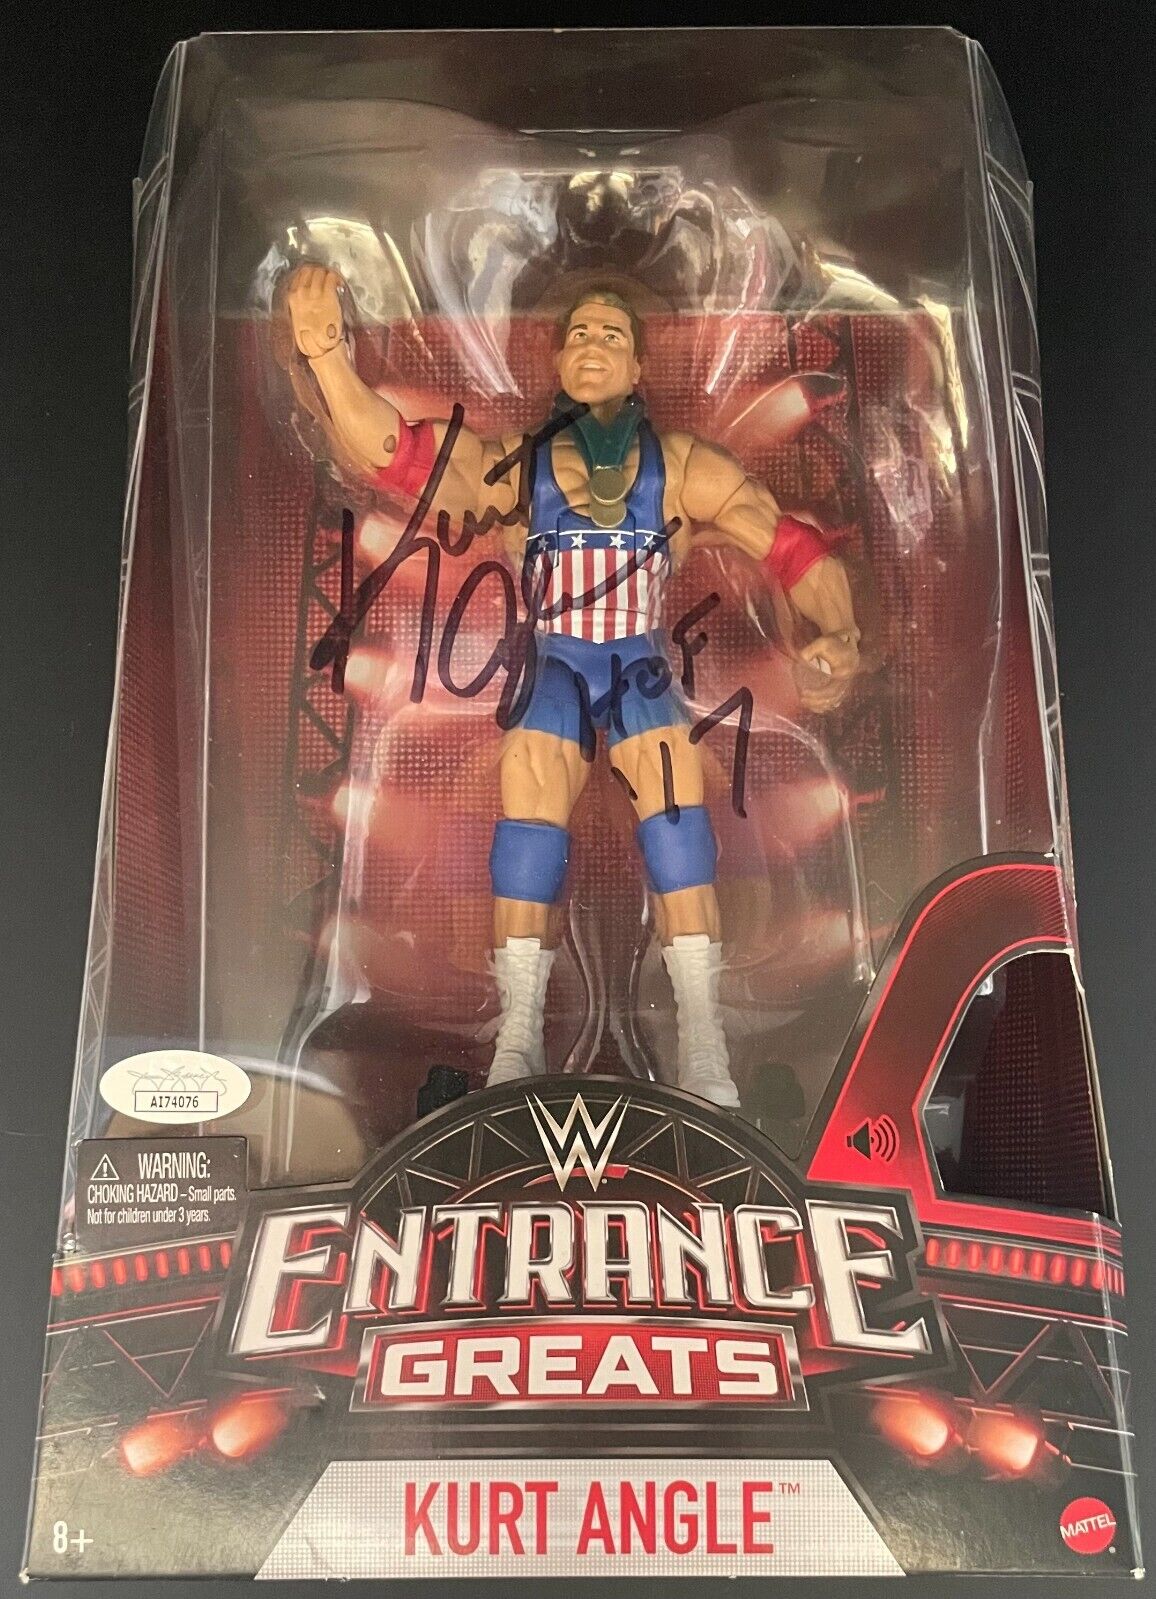 Kurt
Angle
HOF
'17
AI74076
WARNING:
CHOKING HAZARD – Small parts.
Not for children under 3 years.
W
ENTRANCE
GREATS
KURT ANGLE™
8+
MATTEL